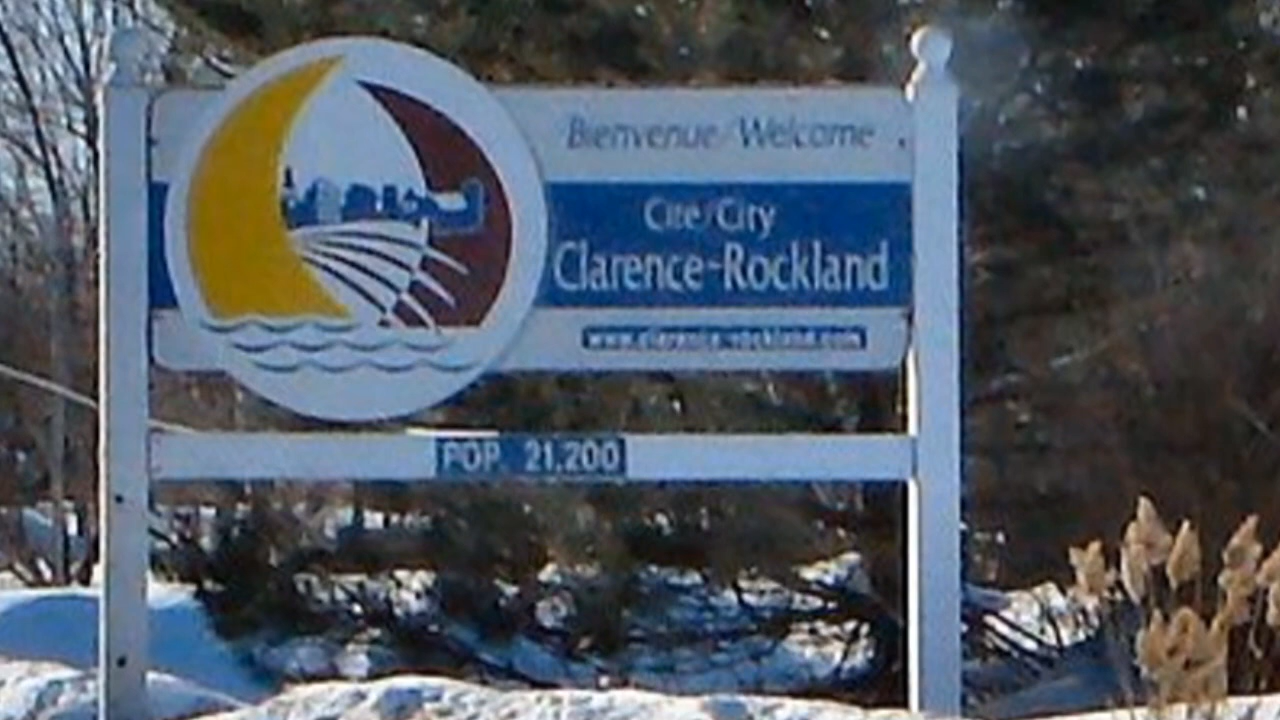 Bienvenue/Welcome
Cité/City
Clarence-Rockland
www.clarence-rockland.com
POP. 21.200